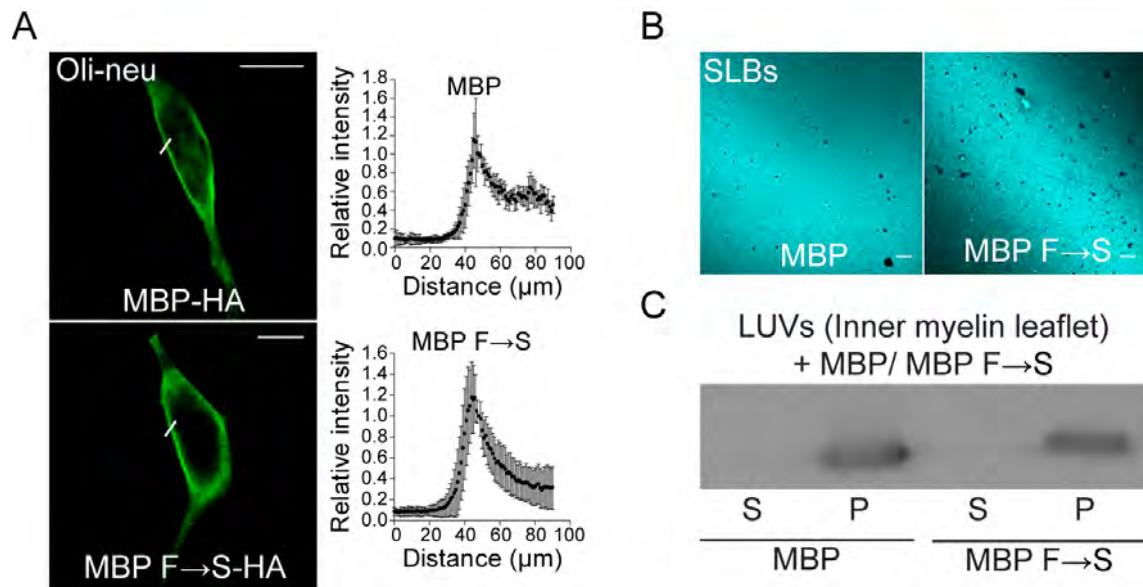 A
Oli-neu
MBP-HA
MBP F→S-HA
Relative intensity
1.8
1.6
1.4
1.2
1.0
0.8
0.6
0.4
0.2
0.0
MBP
0 20 40 60 80 100
Distance (µm)
Relative intensity
1.6
1.4
1.2
1.0
0.8
0.6
0.4
0.2
0.0
MBP F→S
0 20 40 60 80 100
Distance (µm)
B
SLBs
MBP
MBP F→S
C
LUVs (Inner myelin leaflet)
+ MBP/ MBP F→S
S P S P
MBP MBP F→S